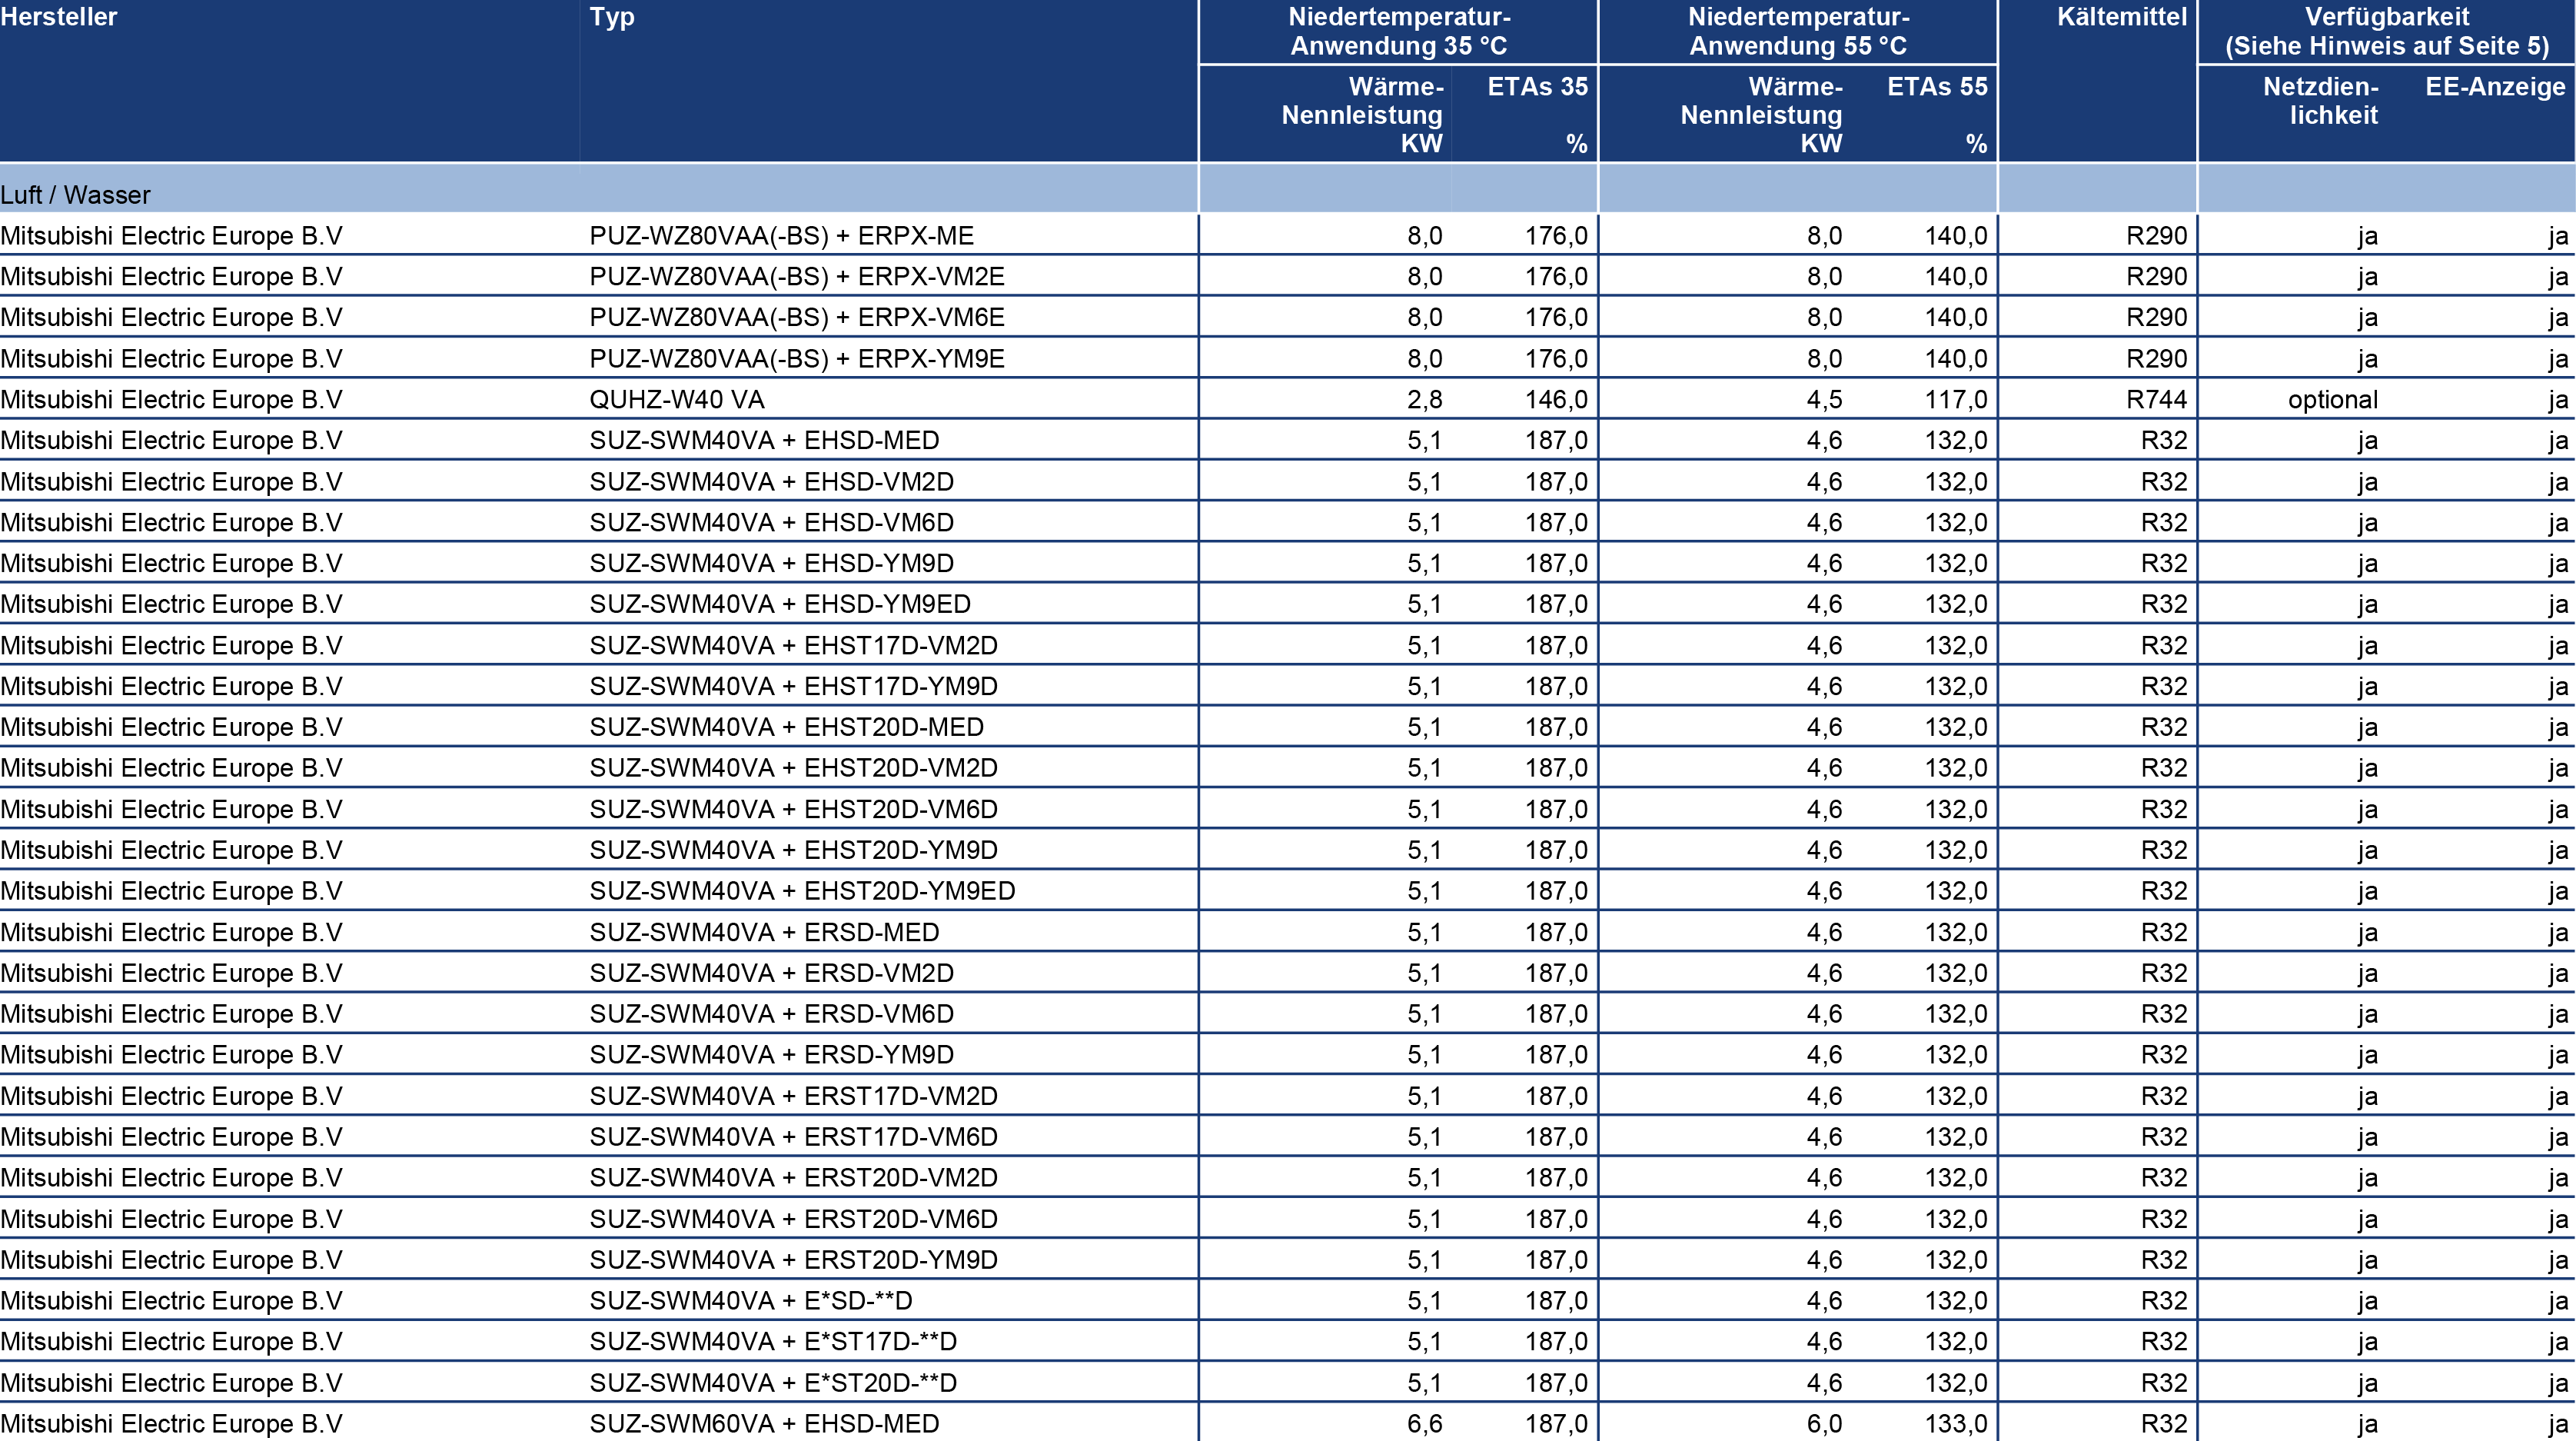 Hersteller Typ Niedertemperatur- Niedertemperatur- Kältemittel Verfügbarkeit
Anwendung 35 °C Anwendung 55 °C (Siehe Hinweis auf Seite 5)
Wärme- ETAs 35 Wärme- ETAs 55 Netzdien- EE-Anzeige
Nennleistung Nennleistung lichkeit
KW % KW %
Luft / Wasser
Mitsubishi Electric Europe B.V PUZ-WZ80VAA(-BS) + ERPX-ME 8,0 176,0 8,0 140,0 R290 ja ja
Mitsubishi Electric Europe B.V PUZ-WZ80VAA(-BS) + ERPX-VM2E 8,0 176,0 8,0 140,0 R290 ja ja
Mitsubishi Electric Europe B.V PUZ-WZ80VAA(-BS) + ERPX-VM6E 8,0 176,0 8,0 140,0 R290 ja ja
Mitsubishi Electric Europe B.V PUZ-WZ80VAA(-BS) + ERPX-YM9E 8,0 176,0 8,0 140,0 R290 ja ja
Mitsubishi Electric Europe B.V QUHZ-W40 VA 2,8 146,0 4,5 117,0 R744 optional ja
Mitsubishi Electric Europe B.V SUZ-SWM40VA + EHSD-MED 5,1 187,0 4,6 132,0 R32 ja ja
Mitsubishi Electric Europe B.V SUZ-SWM40VA + EHSD-VM2D 5,1 187,0 4,6 132,0 R32 ja ja
Mitsubishi Electric Europe B.V SUZ-SWM40VA + EHSD-VM6D 5,1 187,0 4,6 132,0 R32 ja ja
Mitsubishi Electric Europe B.V SUZ-SWM40VA + EHSD-YM9D 5,1 187,0 4,6 132,0 R32 ja ja
Mitsubishi Electric Europe B.V SUZ-SWM40VA + EHSD-YM9ED 5,1 187,0 4,6 132,0 R32 ja ja
Mitsubishi Electric Europe B.V SUZ-SWM40VA + EHST17D-VM2D 5,1 187,0 4,6 132,0 R32 ja ja
Mitsubishi Electric Europe B.V SUZ-SWM40VA + EHST17D-YM9D 5,1 187,0 4,6 132,0 R32 ja ja
Mitsubishi Electric Europe B.V SUZ-SWM40VA + EHST20D-MED 5,1 187,0 4,6 132,0 R32 ja ja
Mitsubishi Electric Europe B.V SUZ-SWM40VA + EHST20D-VM2D 5,1 187,0 4,6 132,0 R32 ja ja
Mitsubishi Electric Europe B.V SUZ-SWM40VA + EHST20D-VM6D 5,1 187,0 4,6 132,0 R32 ja ja
Mitsubishi Electric Europe B.V SUZ-SWM40VA + EHST20D-YM9D 5,1 187,0 4,6 132,0 R32 ja ja
Mitsubishi Electric Europe B.V SUZ-SWM40VA + EHST20D-YM9ED 5,1 187,0 4,6 132,0 R32 ja ja
Mitsubishi Electric Europe B.V SUZ-SWM40VA + ERSD-MED 5,1 187,0 4,6 132,0 R32 ja ja
Mitsubishi Electric Europe B.V SUZ-SWM40VA + ERSD-VM2D 5,1 187,0 4,6 132,0 R32 ja ja
Mitsubishi Electric Europe B.V SUZ-SWM40VA + ERSD-VM6D 5,1 187,0 4,6 132,0 R32 ja ja
Mitsubishi Electric Europe B.V SUZ-SWM40VA + ERSD-YM9D 5,1 187,0 4,6 132,0 R32 ja ja
Mitsubishi Electric Europe B.V SUZ-SWM40VA + ERST17D-VM2D 5,1 187,0 4,6 132,0 R32 ja ja
Mitsubishi Electric Europe B.V SUZ-SWM40VA + ERST17D-VM6D 5,1 187,0 4,6 132,0 R32 ja ja
Mitsubishi Electric Europe B.V SUZ-SWM40VA + ERST20D-VM2D 5,1 187,0 4,6 132,0 R32 ja ja
Mitsubishi Electric Europe B.V SUZ-SWM40VA + ERST20D-VM6D 5,1 187,0 4,6 132,0 R32 ja ja
Mitsubishi Electric Europe B.V SUZ-SWM40VA + ERST20D-YM9D 5,1 187,0 4,6 132,0 R32 ja ja
Mitsubishi Electric Europe B.V SUZ-SWM40VA + E*SD-**D 5,1 187,0 4,6 132,0 R32 ja ja
Mitsubishi Electric Europe B.V SUZ-SWM40VA + E*ST17D-**D 5,1 187,0 4,6 132,0 R32 ja ja
Mitsubishi Electric Europe B.V SUZ-SWM40VA + E*ST20D-**D 5,1 187,0 4,6 132,0 R32 ja ja
Mitsubishi Electric Europe B.V SUZ-SWM60VA + EHSD-MED 6,6 187,0 6,0 133,0 R32 ja ja